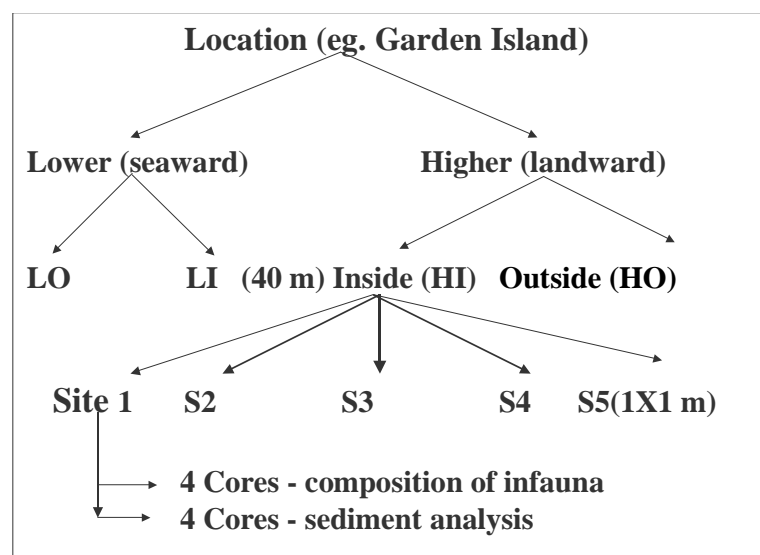 Location (eg. Garden Island)
Lower (seaward) Higher (landward)
LO LI (40 m) Inside (HI) Outside (HO)
Site 1 S2 S3 S4 S5(1X1 m)
4 Cores - composition of infauna
4 Cores - sediment analysis